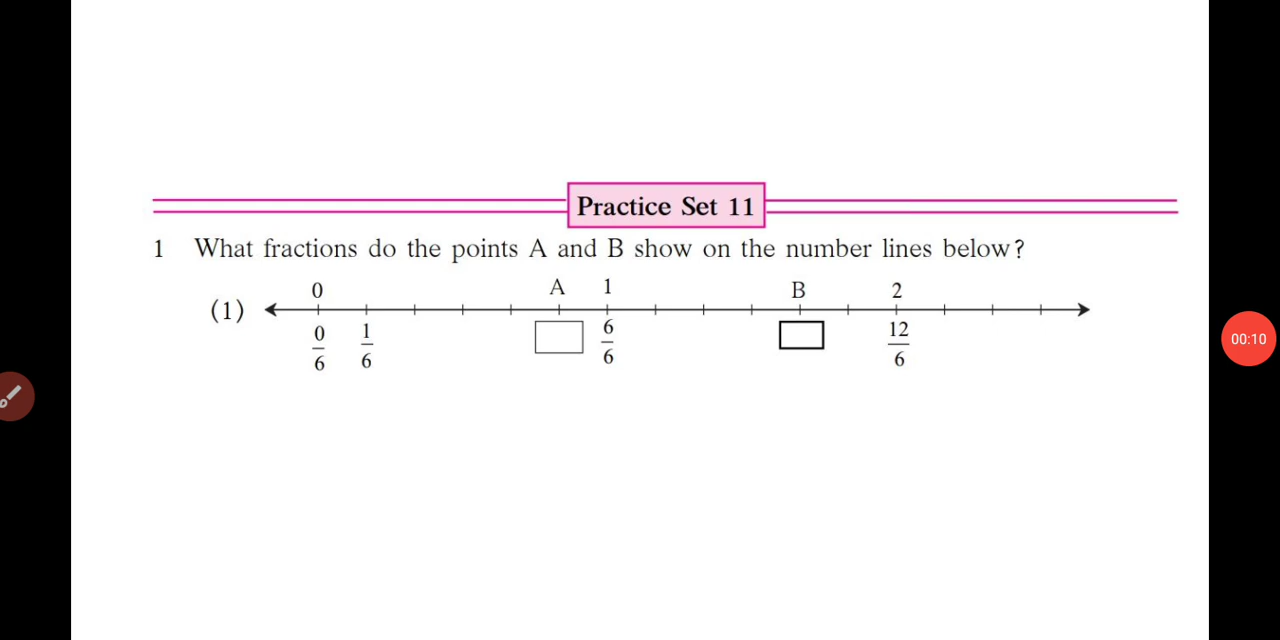 Practice Set 11
1 What fractions do the points A and B show on the number lines below?
0 A 1 B 2
(1)
0/6 1/6 6/6 12/6
00:10